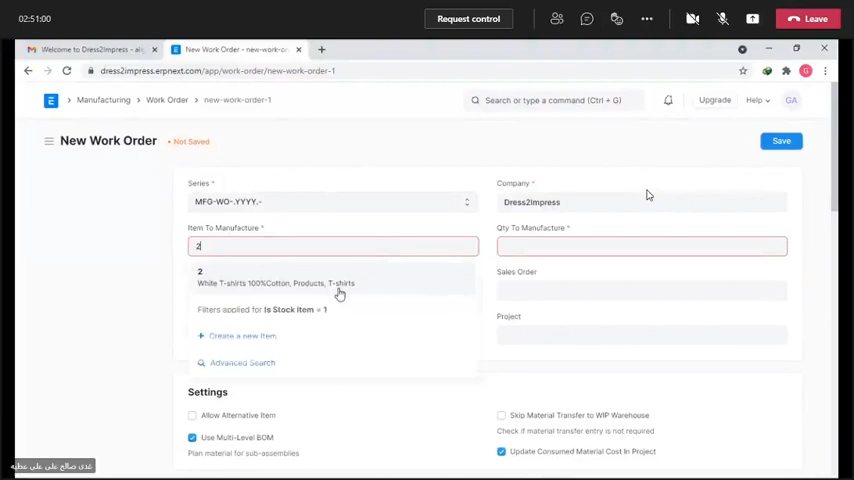 02:51:00
Request control
Leave
Welcome to Dress2Impress - ali
New Work Order - new-work-orde
dress2impress.erpnext.com/app/work-order/new-work-order-1
G
E
Manufacturing
Work Order
new-work-order-1
Search or type a command (Ctrl + G)
Upgrade
Help
GA
New Work Order
Not Saved
Save
Series *
Company *
MFG-WO-.YYYY.-
Dress2Impress
Item To Manufacture *
Qty To Manufacture *
2
2
Sales Order
White T-shirts 100%Cotton, Products, T-shirts
Filters applied for Is Stock Item = 1
Project
Create a new Item
Advanced Search
Settings
Allow Alternative Item
Skip Material Transfer to WIP Warehouse
Check if material transfer entry is not required
Use Multi-Level BOM
Plan material for sub-assemblies
Update Consumed Material Cost In Project
غدى صالح على على عطيه